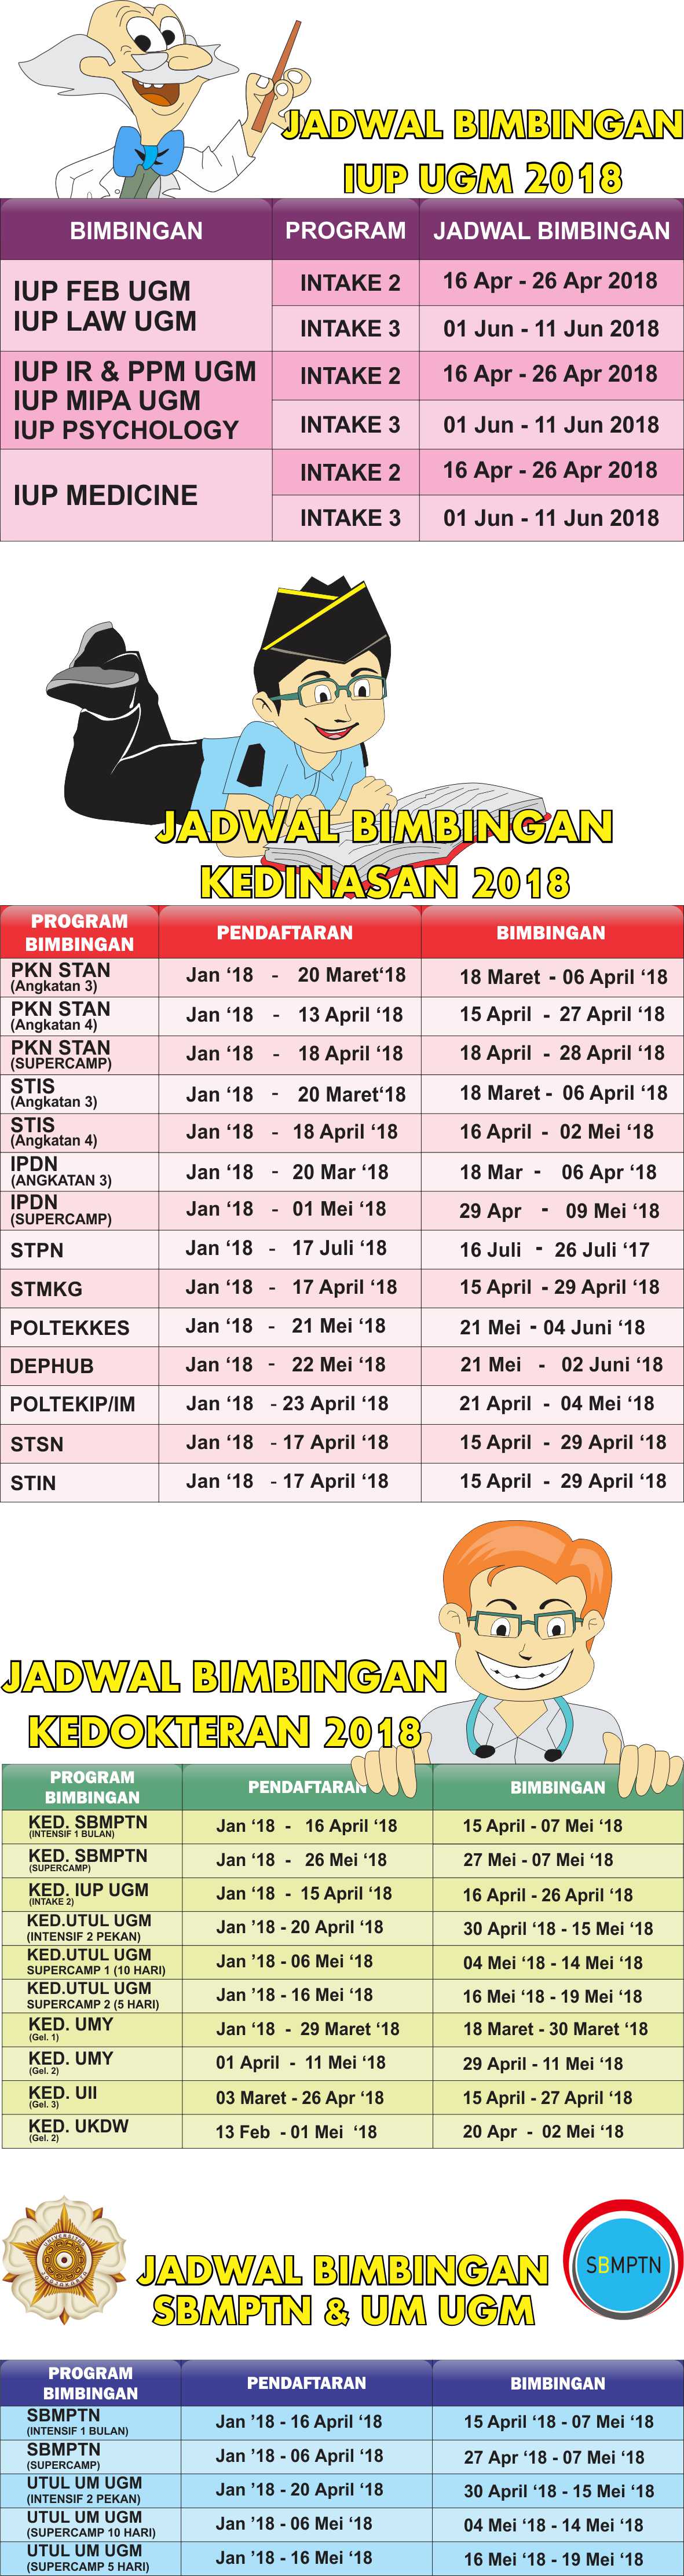 JADWAL BIMBINGAN
IUP UGM 2018
BIMBINGAN PROGRAM JADWAL BIMBINGAN
IUP FEB UGM
IUP LAW UGM
INTAKE 2 16 Apr - 26 Apr 2018
INTAKE 3 01 Jun - 11 Jun 2018
IUP IR & PPM UGM
IUP MIPA UGM
IUP PSYCHOLOGY
INTAKE 2 16 Apr - 26 Apr 2018
INTAKE 3 01 Jun - 11 Jun 2018
IUP MEDICINE
INTAKE 2 16 Apr - 26 Apr 2018
INTAKE 3 01 Jun - 11 Jun 2018
JADWAL BIMBINGAN
KEDINASAN 2018
PROGRAM
BIMBINGAN
PENDAFTARAN BIMBINGAN
PKN STAN
(Angkatan 3)
Jan ‘18 - 20 Maret‘18 18 Maret - 06 April ‘18
PKN STAN
(Angkatan 4)
Jan ‘18 - 13 April ‘18 15 April - 27 April ‘18
PKN STAN
(SUPERCAMP)
Jan ‘18 - 18 April ‘18 18 April - 28 April ‘18
STIS
(Angkatan 3)
Jan ‘18 - 20 Maret‘18 18 Maret - 06 April ‘18
STIS
(Angkatan 4)
Jan ‘18 - 18 April ‘18 16 April - 02 Mei ‘18
IPDN
(ANGKATAN 3)
Jan ‘18 - 20 Mar ‘18 18 Mar - 06 Apr ‘18
IPDN
(SUPERCAMP)
Jan ‘18 - 01 Mei ‘18 29 Apr - 09 Mei ‘18
STPN Jan ‘18 - 17 Juli ‘18 16 Juli - 26 Juli ‘17
STMKG Jan ‘18 - 17 April ‘18 15 April - 29 April ‘18
POLTEKKES Jan ‘18 - 21 Mei ‘18 21 Mei - 04 Juni ‘18
DEPHUB Jan ‘18 - 22 Mei ‘18 21 Mei - 02 Juni ‘18
POLTEKIP/IM Jan ‘18 - 23 April ‘18 21 April - 04 Mei ‘18
STSN Jan ‘18 - 17 April ‘18 15 April - 29 April ‘18
STIN Jan ‘18 - 17 April ‘18 15 April - 29 April ‘18
JADWAL BIMBINGAN
KEDOKTERAN 2018
PROGRAM
BIMBINGAN
PENDAFTARAN BIMBINGAN
KED. SBMPTN
(INTENSIF 1 BULAN)
Jan ‘18 - 16 April ‘18 15 April - 07 Mei ‘18
KED. SBMPTN
(SUPERCAMP)
Jan ‘18 - 26 Mei ‘18 27 Mei - 07 Mei ‘18
KED. IUP UGM
(INTAKE 2)
Jan ‘18 - 15 April ‘18 16 April - 26 April ‘18
KED.UTUL UGM
(INTENSIF 2 PEKAN)
Jan ’18 - 20 April ‘18 30 April ‘18 - 15 Mei ‘18
KED.UTUL UGM
SUPERCAMP 1 (10 HARI)
Jan ’18 - 06 Mei ‘18 04 Mei ‘18 - 14 Mei ‘18
KED.UTUL UGM
SUPERCAMP 2 (5 HARI)
Jan ’18 - 16 Mei ‘18 16 Mei ‘18 - 19 Mei ‘18
KED. UMY
(Gel. 1)
Jan ‘18 - 29 Maret ‘18 18 Maret - 30 Maret ‘18
KED. UMY
(Gel. 2)
01 April - 11 Mei ‘18 29 April - 11 Mei ‘18
KED. UII
(Gel. 3)
03 Maret - 26 Apr ‘18 15 April - 27 April ‘18
KED. UKDW
(Gel. 2)
13 Feb - 01 Mei ‘18 20 Apr - 02 Mei ‘18
JADWAL BIMBINGAN
SBMPTN & UM UGM
SBMPTN
PROGRAM
BIMBINGAN
PENDAFTARAN BIMBINGAN
SBMPTN
(INTENSIF 1 BULAN)
Jan ’18 - 16 April ‘18 15 April ‘18 - 07 Mei ‘18
SBMPTN
(SUPERCAMP)
Jan ’18 - 06 April ‘18 27 Apr ‘18 - 07 Mei ‘18
UTUL UM UGM
(INTENSIF 2 PEKAN)
Jan ’18 - 20 April ‘18 30 April ‘18 - 15 Mei ‘18
UTUL UM UGM
(SUPERCAMP 10 HARI)
Jan ’18 - 06 Mei ‘18 04 Mei ‘18 - 14 Mei ‘18
UTUL UM UGM
(SUPERCAMP 5 HARI)
Jan ’18 - 16 Mei ‘18 16 Mei ‘18 - 19 Mei ‘18